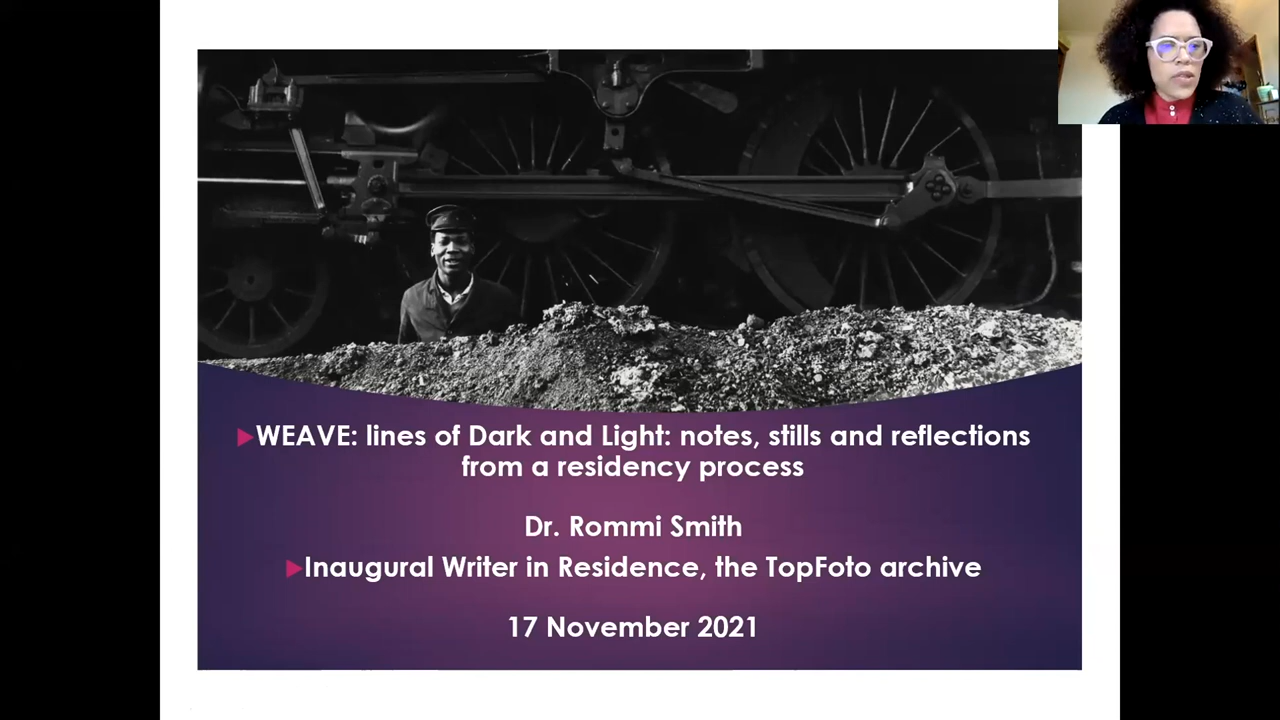 WEAVE: lines of Dark and Light: notes, stills and reflections
from a residency process
Dr. Rommi Smith
Inaugural Writer in Residence, the TopFoto archive
17 November 2021